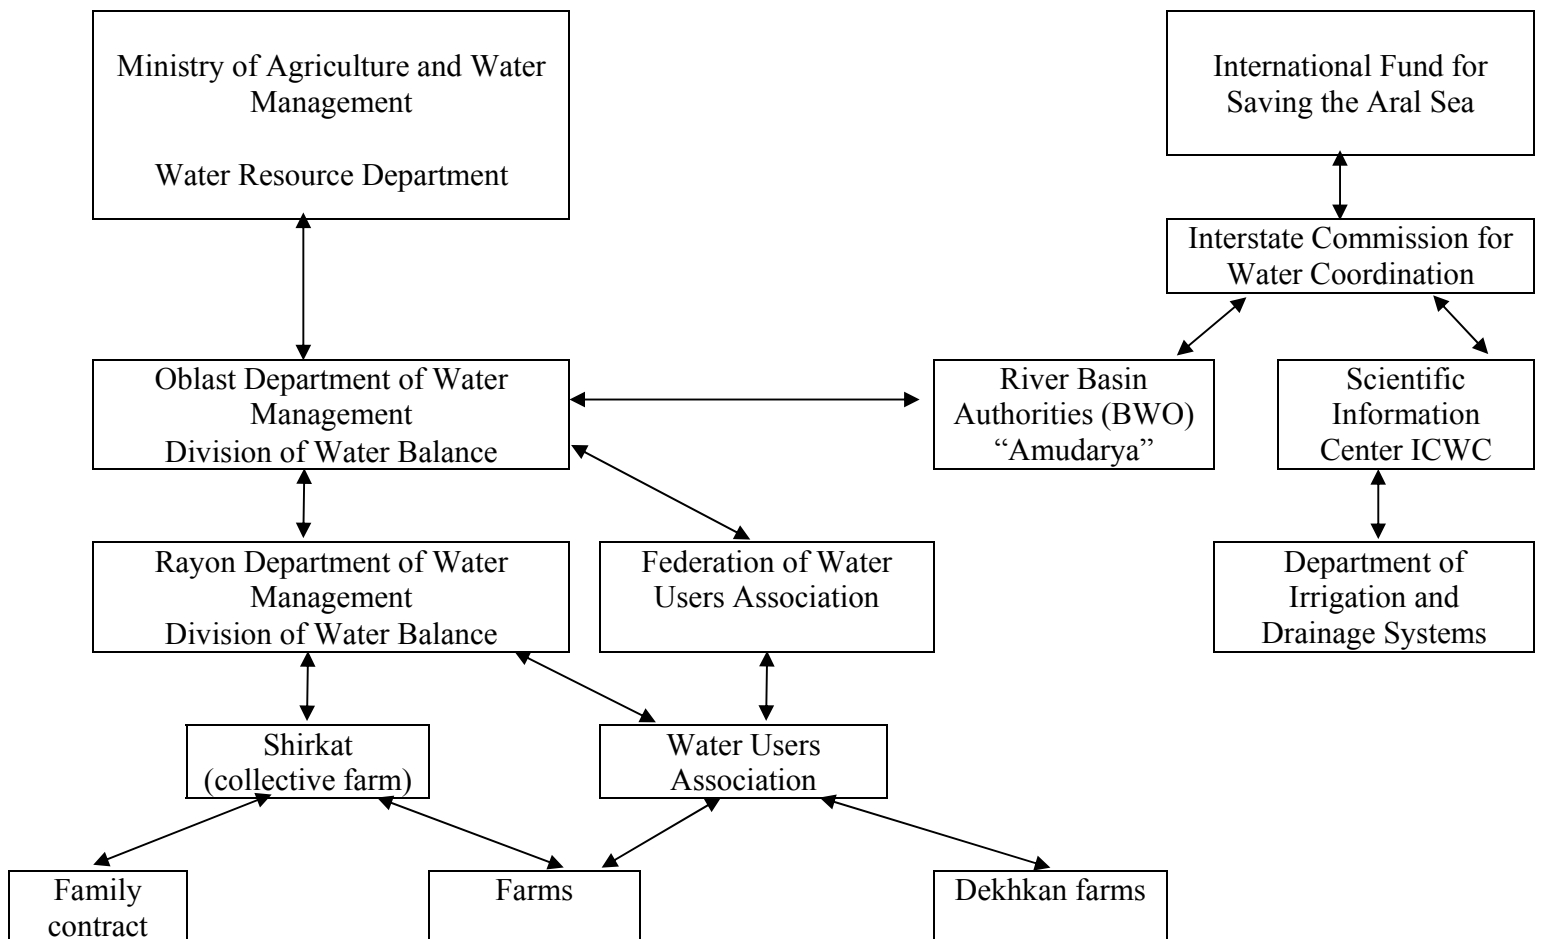 Ministry of Agriculture and Water
Management
Water Resource Department
International Fund for
Saving the Aral Sea
Interstate Commission for
Water Coordination
Oblast Department of Water
Management
Division of Water Balance
River Basin
Authorities (BWO)
“Amudarya”
Scientific
Information
Center ICWC
Rayon Department of Water
Management
Division of Water Balance
Federation of Water
Users Association
Department of
Irrigation and
Drainage Systems
Shirkat
(collective farm)
Water Users
Association
Family
contract
Farms
Dekhkan farms